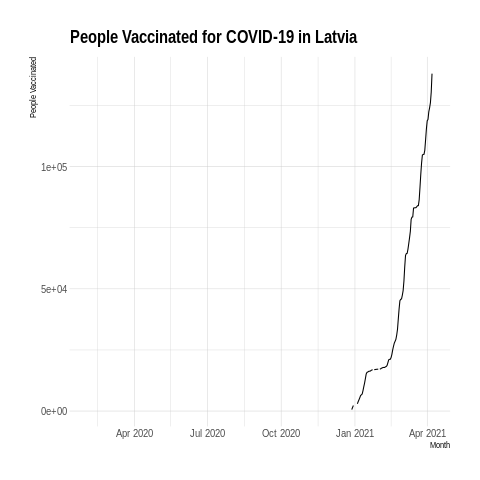 People Vaccinated for COVID-19 in Latvia
People Vaccinated
1e+05
5e+04
0e+00
Apr 2020 Jul 2020 Oct 2020 Jan 2021 Apr 2021
Month